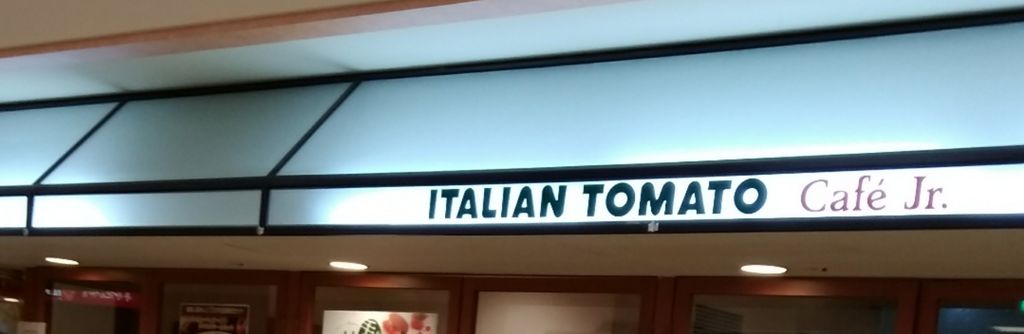 ITALIAN TOMATO Café Jr.